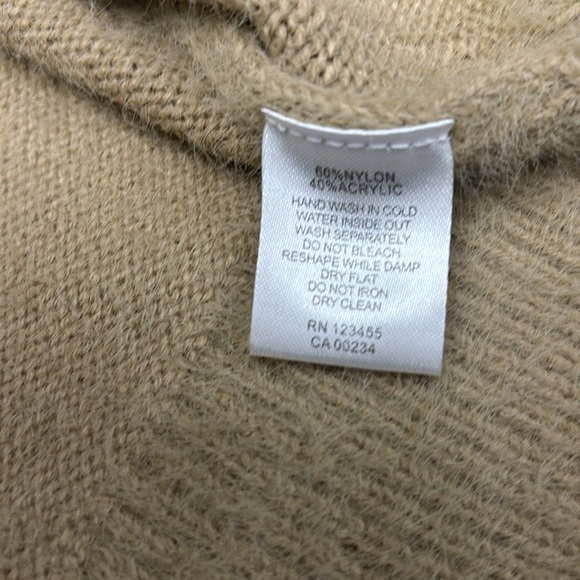 60%NYLON
40%ACRYLIC
HAND WASH IN COLD
WATER INSIDE OUT
WASH SEPARATELY
DO NOT BLEACH
RESHAPE WHILE DAMP
DRY FLAT
DO NOT IRON
DRY CLEAN
RN 123455
CA 00234